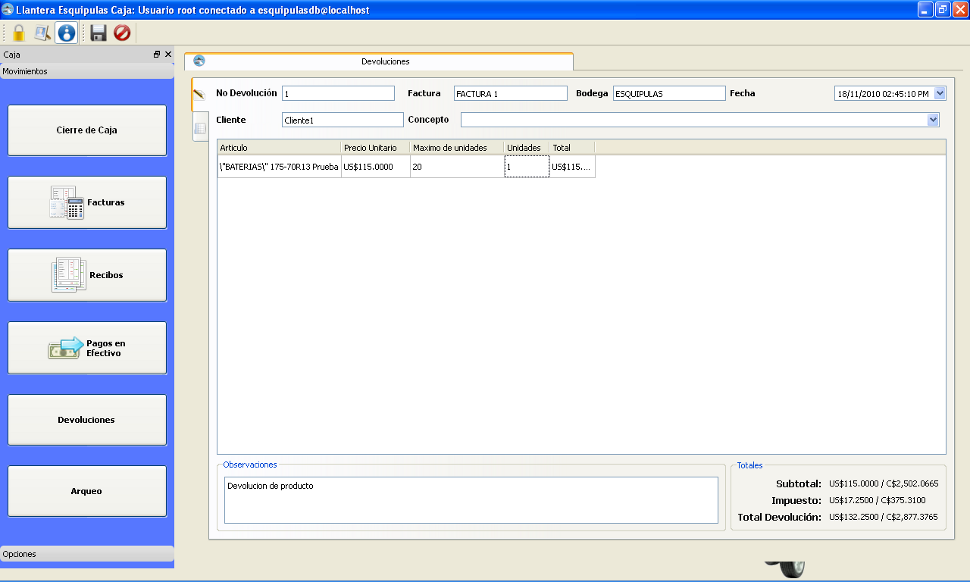 Llantera Esquipulas Caja: Usuario root conectado a esquipulasdb@localhost
Caja
Movimientos
Cierre de Caja
Facturas
Recibos
Pagos en
Efectivo
Devoluciones
Arqueo
Opciones
Devoluciones
No Devolución 1 Factura FACTURA 1 Bodega ESQUIPULAS Fecha 18/11/2010 02:45:10 PM
Cliente Cliente1 Concepto
Articulo Precio Unitario Maximo de unidades Unidades Total
\"BATERIAS\" 175-70R13 Prueba US$115.0000 20 1 US$115....
Observaciones
Devolucion de producto
Totales
Subtotal: US$115.0000 / C$2,502.0665
Impuesto: US$17.2500 / C$375.3100
Total Devolución: US$132.2500 / C$2,877.3765